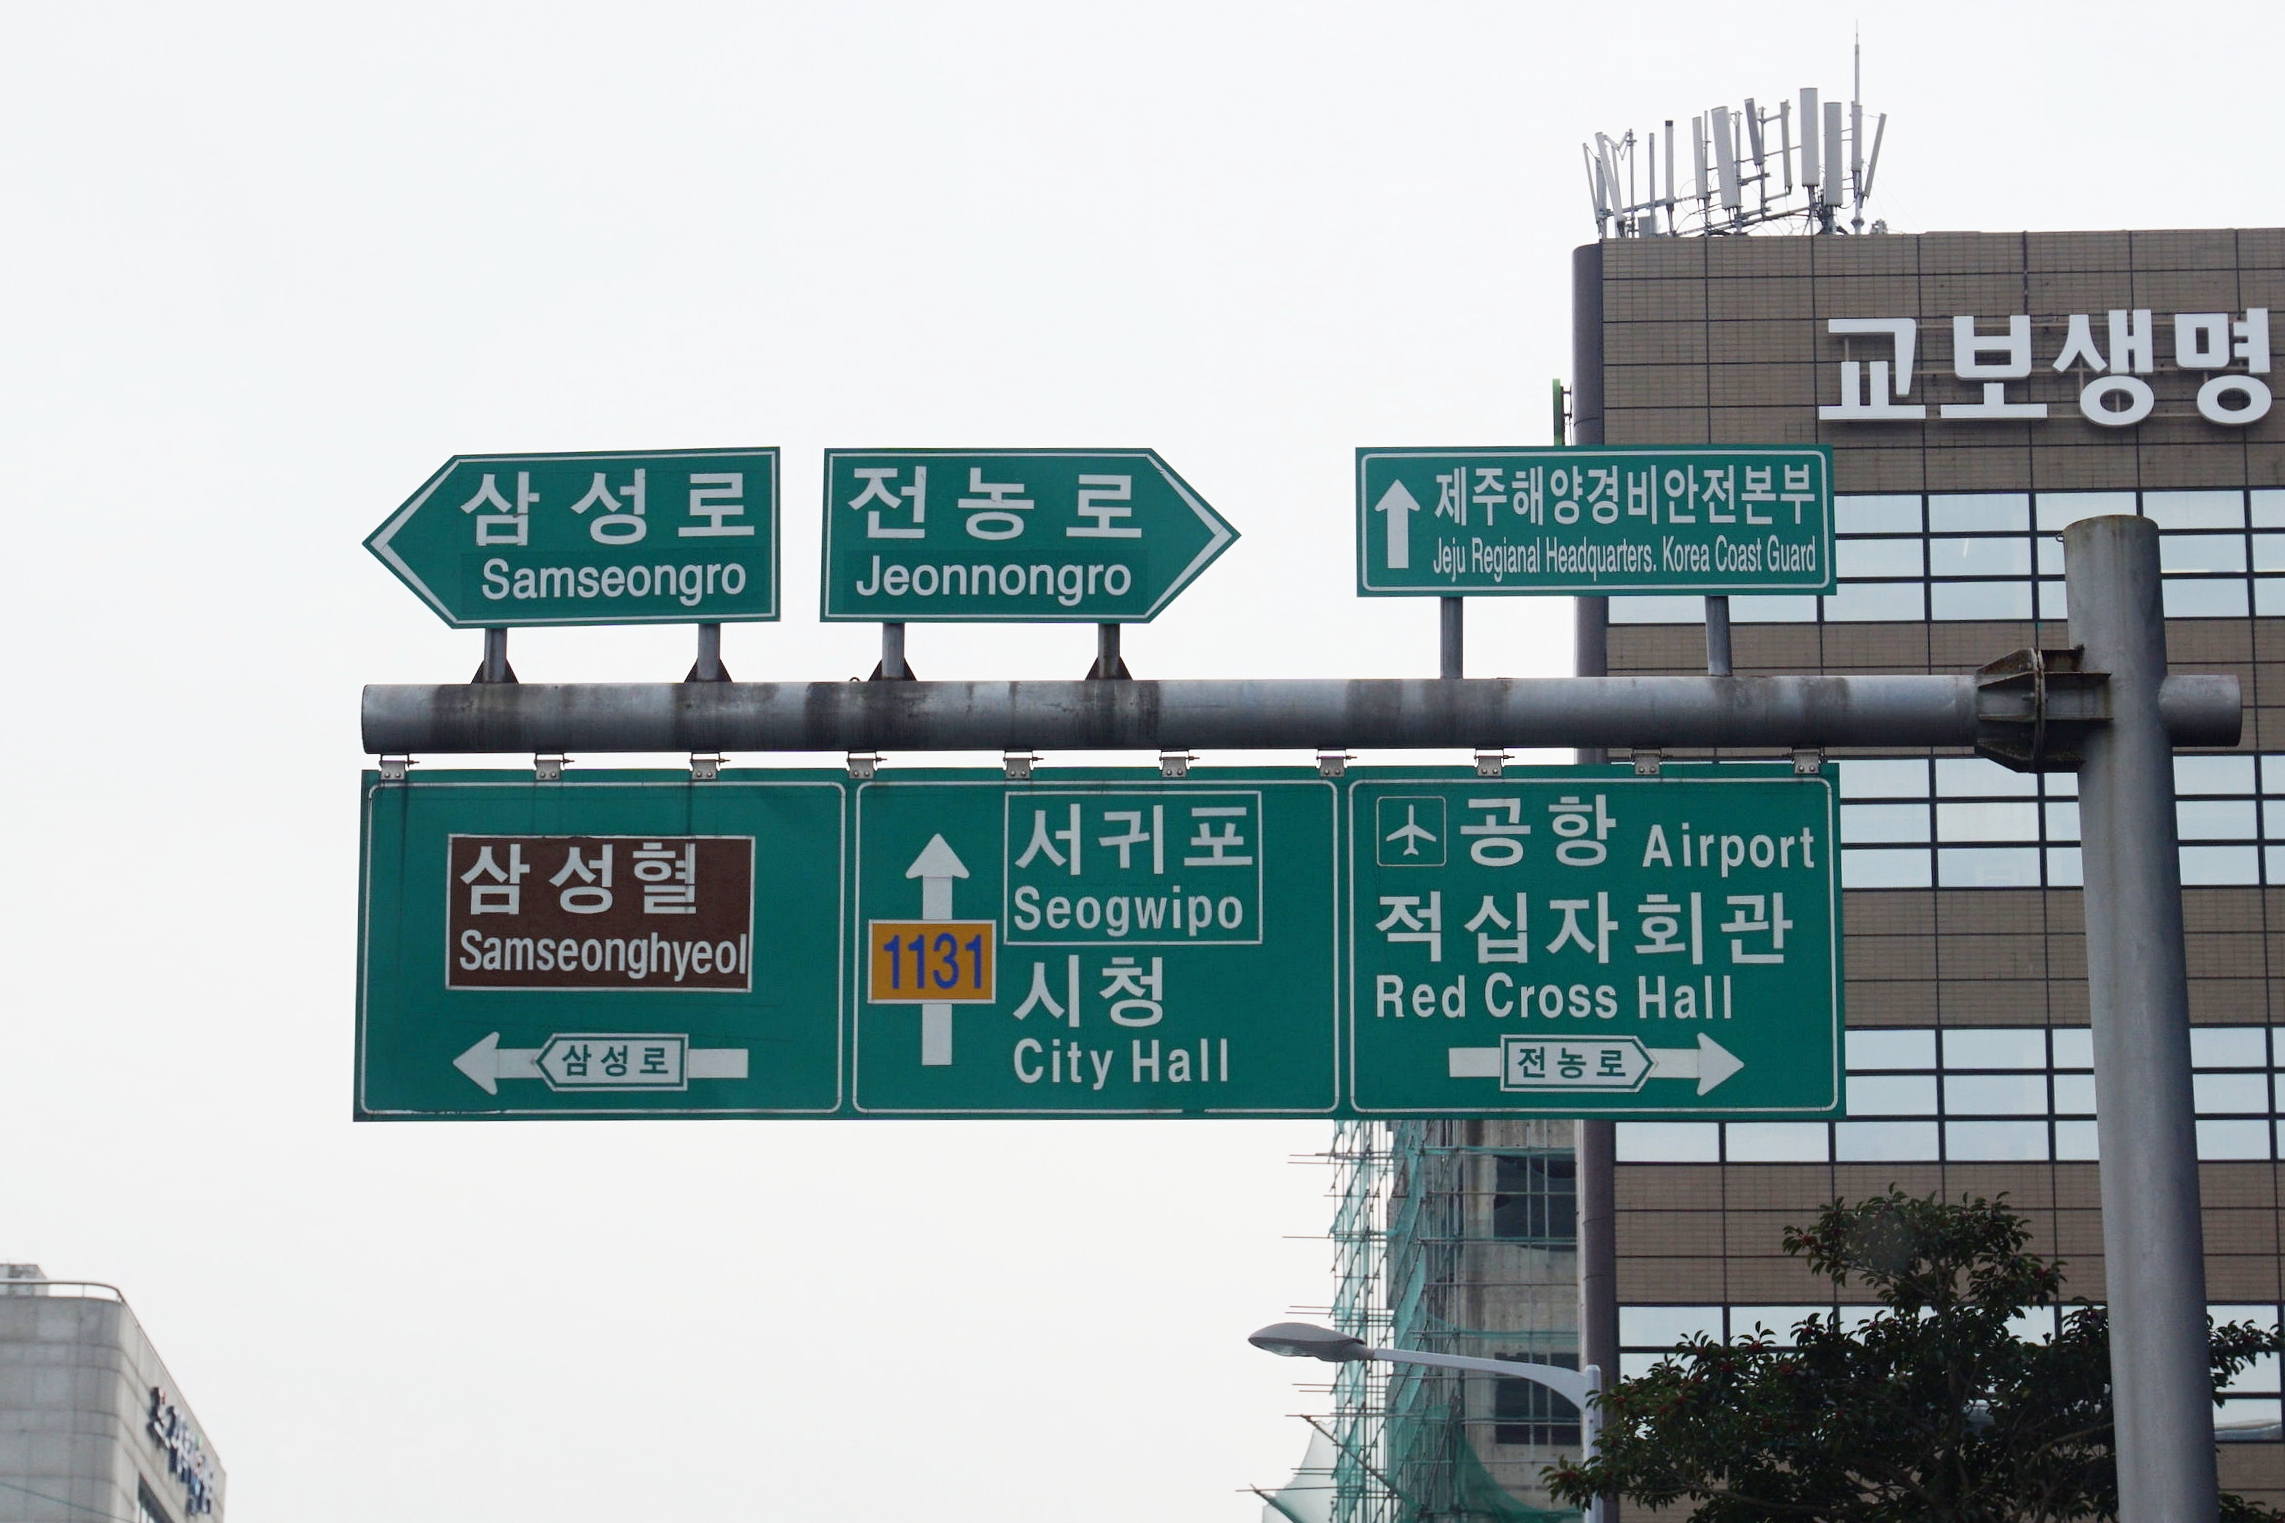 교보생명
삼성로
Samseongro
전농로
Jeonnongro
제주해양경비안전본부
Jeju Regianal Headquarters. Korea Coast Guard
삼성혈
Samseonghyeol
삼성로
서귀포
Seogwipo
1131
시청
City Hall
공항 Airport
적십자회관
Red Cross Hall
전농로